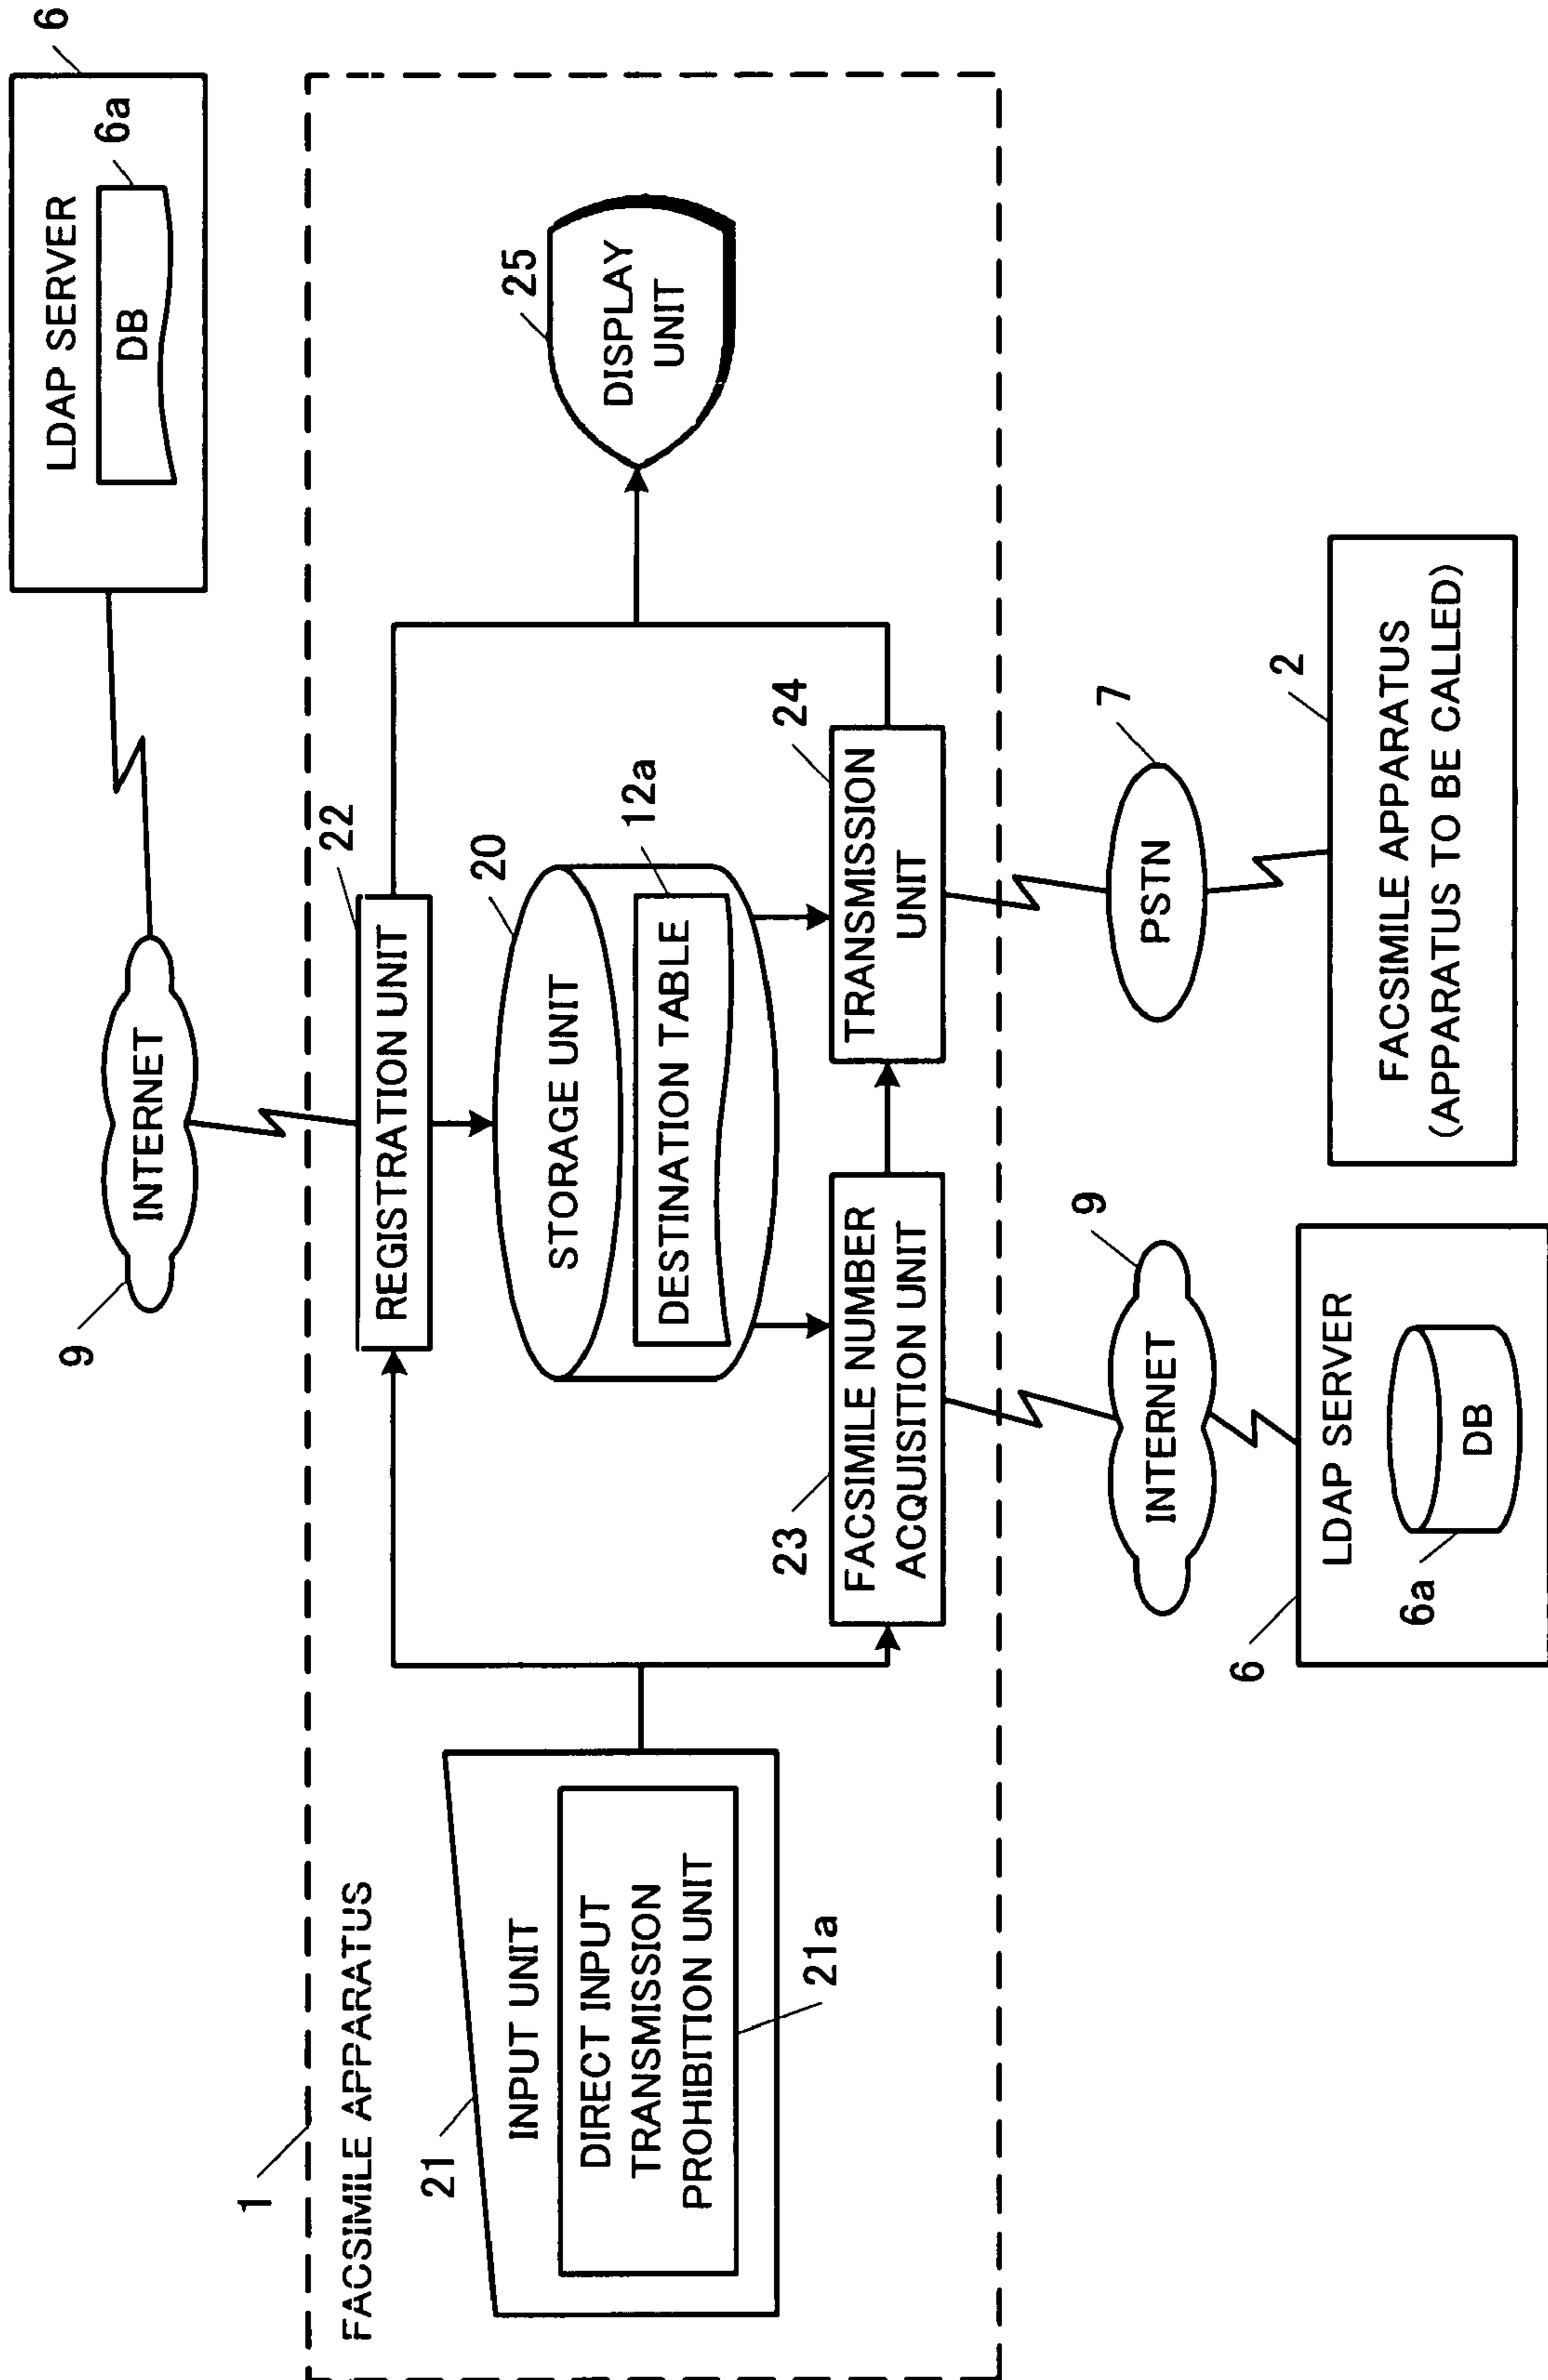 6
LDAP SERVER
6a
DB
INTERNET
9
1
FACSIMILE APPARATUS
22
REGISTRATION UNIT
21
INPUT UNIT
DIRECT INPUT
TRANSMISSION
PROHIBITION UNIT
21a
20
STORAGE UNIT
12a
DESTINATION TABLE
25
DISPLAY
UNIT
23
FACSIMILE NUMBER
ACQUISITION UNIT
24
TRANSMISSION
UNIT
9
INTERNET
7
PSTN
6
LDAP SERVER
6a
DB
2
FACSIMILE APPARATUS
(APPARATUS TO BE CALLED)